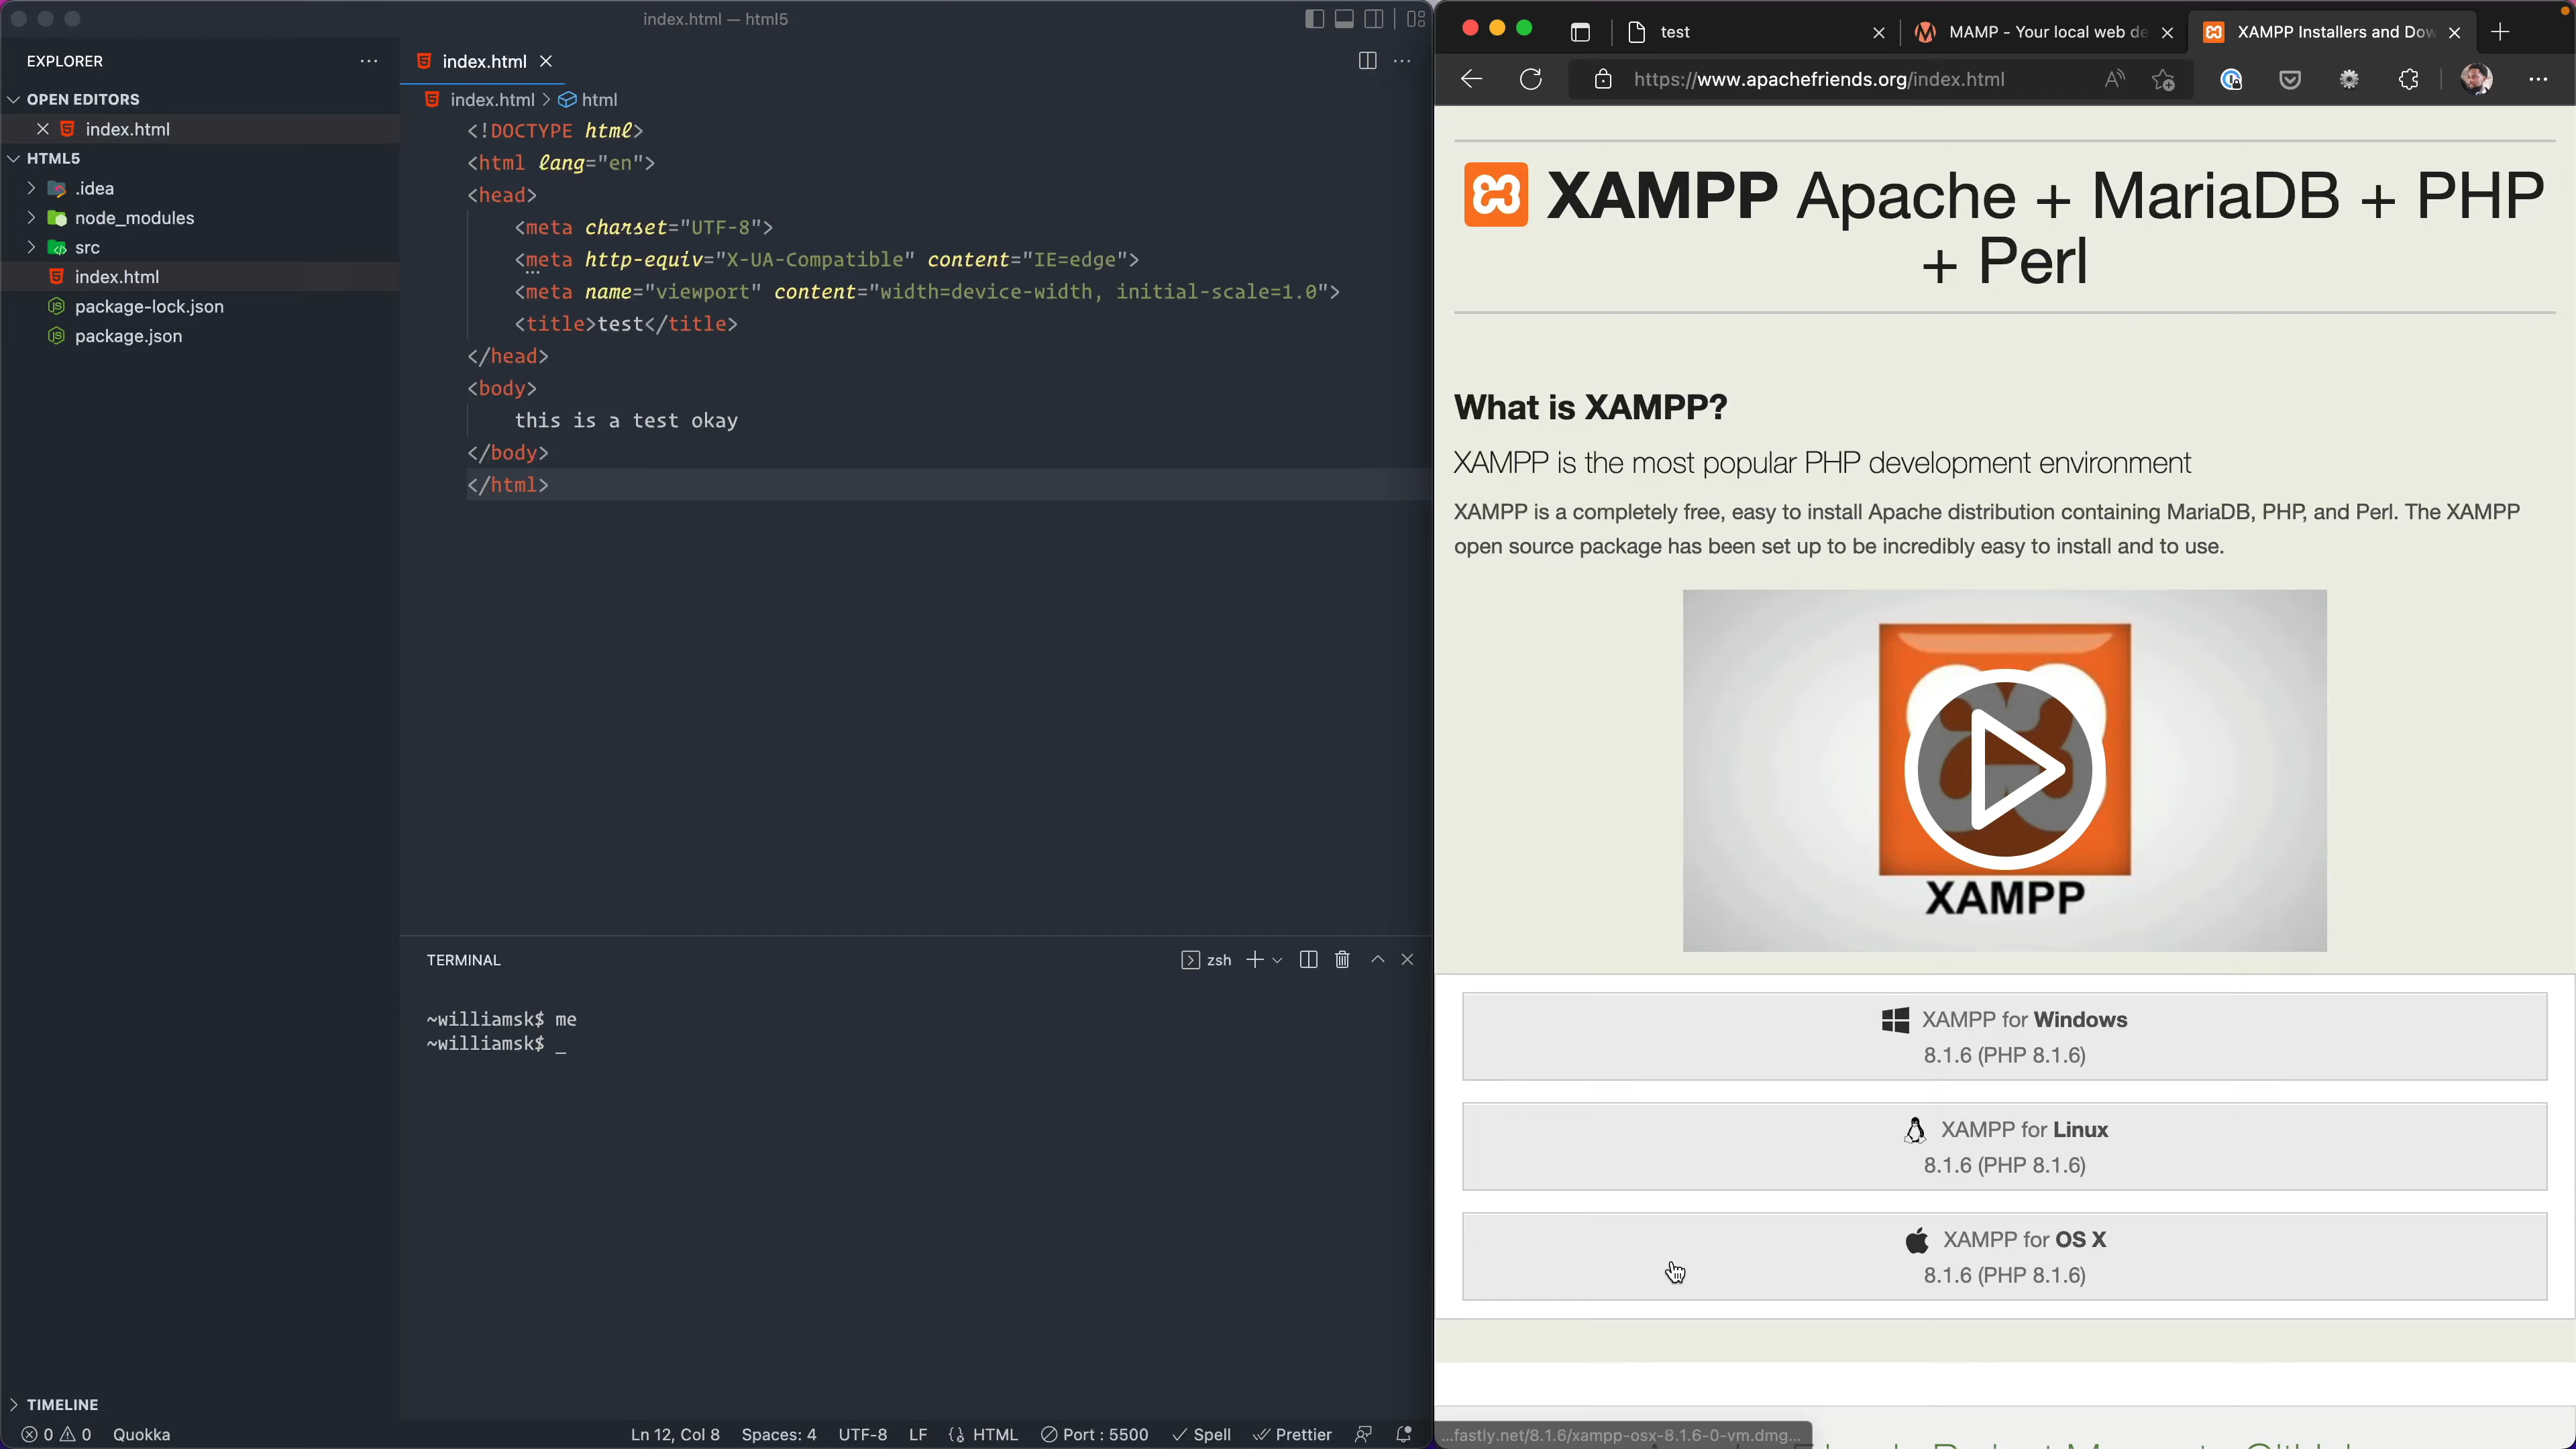 index.html — html5
EXPLORER
OPEN EDITORS
index.html
HTML5
.idea
node_modules
src
index.html
package-lock.json
package.json
TIMELINE
index.html
index.html > html
<!DOCTYPE html>
<html lang="en">
<head>
<meta charset="UTF-8">
<meta http-equiv="X-UA-Compatible" content="IE=edge">
<meta name="viewport" content="width=device-width, initial-scale=1.0">
<title>test</title>
</head>
<body>
this is a test okay
</body>
</html>
TERMINAL
zsh
~williamsk$ me
~williamsk$ _
0 0 Quokka
Ln 12, Col 8 Spaces: 4 UTF-8 LF HTML Port : 5500 Spell Prettier
test
MAMP - Your local web de
XAMPP Installers and Dow
https://www.apachefriends.org/index.html
XAMPP Apache + MariaDB + PHP
+ Perl
What is XAMPP?
XAMPP is the most popular PHP development environment
XAMPP is a completely free, easy to install Apache distribution containing MariaDB, PHP, and Perl. The XAMPP
open source package has been set up to be incredibly easy to install and to use.
XAMPP
XAMPP for Windows
8.1.6 (PHP 8.1.6)
XAMPP for Linux
8.1.6 (PHP 8.1.6)
XAMPP for OS X
8.1.6 (PHP 8.1.6)
...fastly.net/8.1.6/xampp-osx-8.1.6-0-vm.dmg...